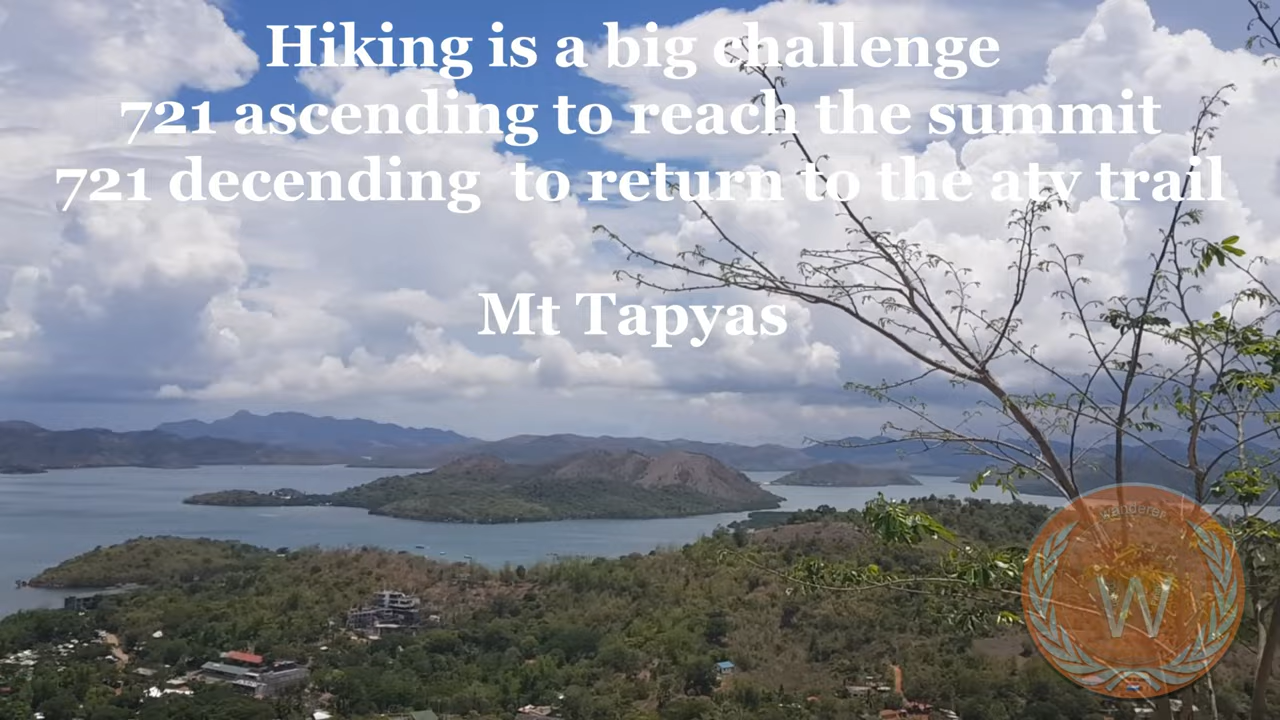 Hiking is a big challenge
721 ascending to reach the summit
721 decending to return to the atv trail
Mt Tapyas
Wanderer
W